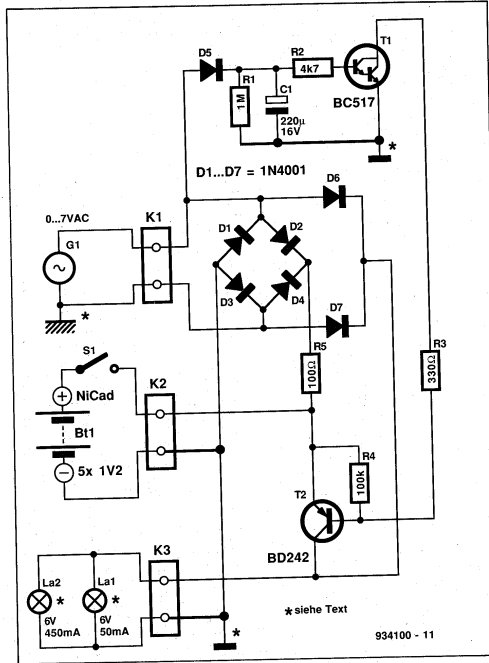 D5
R2
4k7
T1
R1
1M
C1
220µ
16V
BC517
*
D1...D7 = 1N4001
D6
0...7VAC
K1
G1
~
D1
D2
D3
D4
*
D7
R3
330Ω
R5
100Ω
S1
K2
+ NiCad
Bt1
− 5x 1V2
R4
100k
T2
BD242
K3
La2
*
La1
*
6V
450mA
6V
50mA
* siehe Text
*
934100 - 11